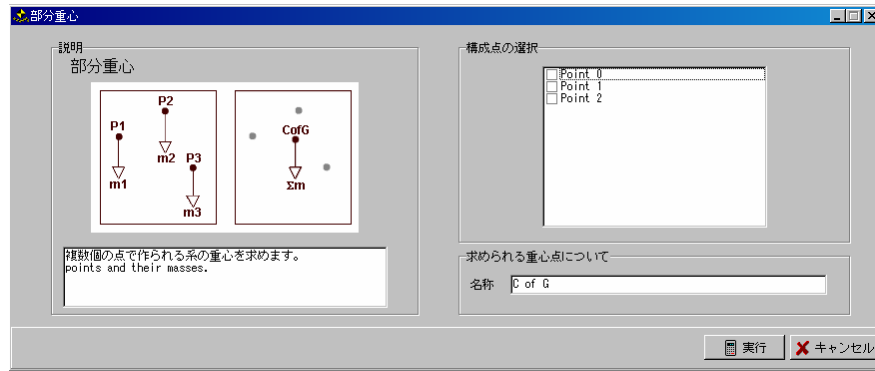 部分重心
説明
部分重心
P2
P1
m2 P3
m1
m3
CofG
Σm
複数個の点で作られる系の重心を求めます。
points and their masses.
構成点の選択
Point 0
Point 1
Point 2
求められる重心点について
名称 C of G
実行 キャンセル